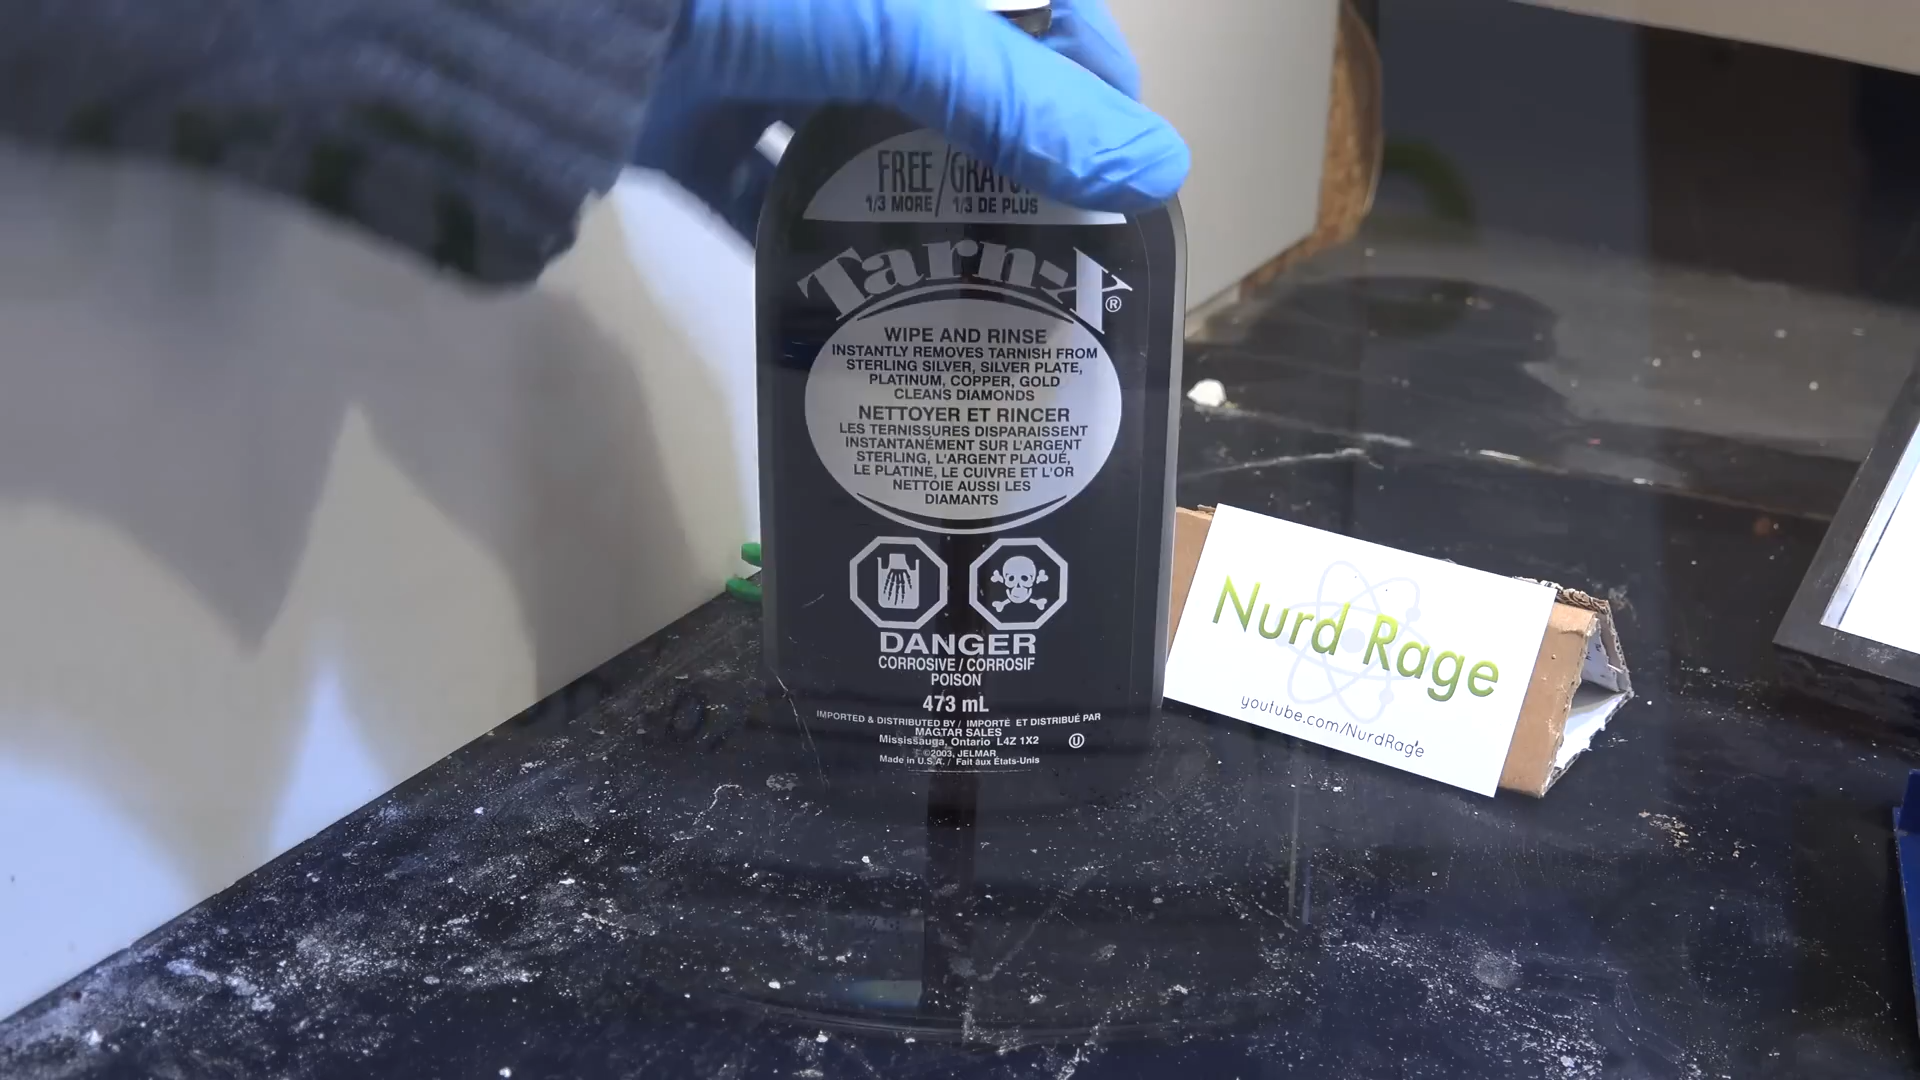 FREE / GRATUIT
1/3 MORE / 1/3 DE PLUS
Tarn-X®
WIPE AND RINSE
INSTANTLY REMOVES TARNISH FROM
STERLING SILVER, SILVER PLATE,
PLATINUM, COPPER, GOLD
CLEANS DIAMONDS
NETTOYER ET RINCER
LES TERNISSURES DISPARAISSENT
INSTANTANÉMENT SUR L'ARGENT
STERLING, L'ARGENT PLAQUÉ,
LE PLATINE, LE CUIVRE ET L'OR
NETTOIE AUSSI LES
DIAMANTS
DANGER
CORROSIVE / CORROSIF
POISON
473 mL
IMPORTED & DISTRIBUTED BY / IMPORTÉ ET DISTRIBUÉ PAR
MAGTAR SALES
Mississauga, Ontario L4Z 1X2
©2003, JELMAR
Made in U.S.A. / Fait aux États-Unis
Nurd Rage
youtube.com/NurdRage